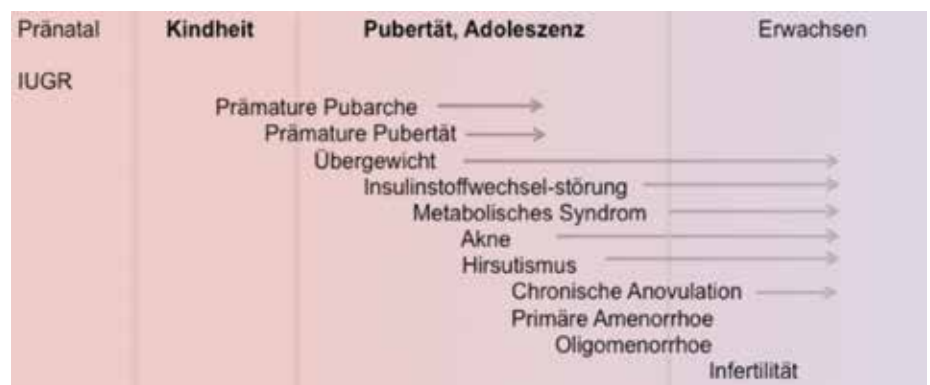 Pränatal Kindheit Pubertät, Adoleszenz Erwachsen
IUGR
Prämature Pubarche
Prämature Pubertät
Übergewicht
Insulinstoffwechsel-störung
Metabolisches Syndrom
Akne
Hirsutismus
Chronische Anovulation
Primäre Amenorrhoe
Oligomenorrhoe
Infertilität